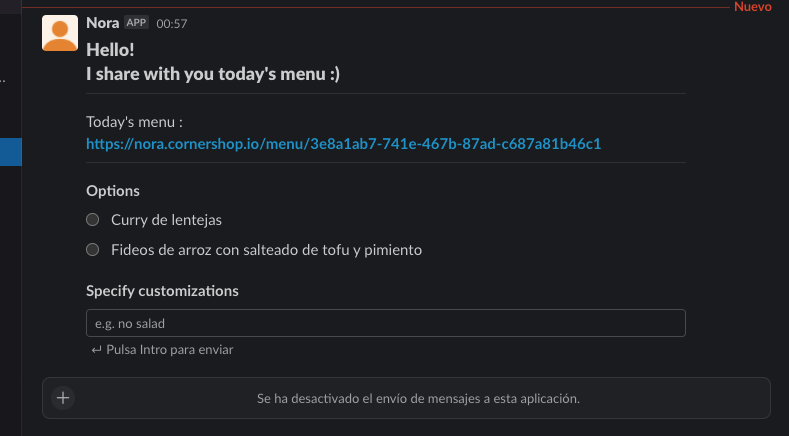 Nuevo
Nora APP 00:57
Hello!
I share with you today's menu :)
Today's menu :
https://nora.cornershop.io/menu/3e8a1ab7-741e-467b-87ad-c687a81b46c1
Options
Curry de lentejas
Fideos de arroz con salteado de tofu y pimiento
Specify customizations
e.g. no salad
↵ Pulsa Intro para enviar
Se ha desactivado el envío de mensajes a esta aplicación.